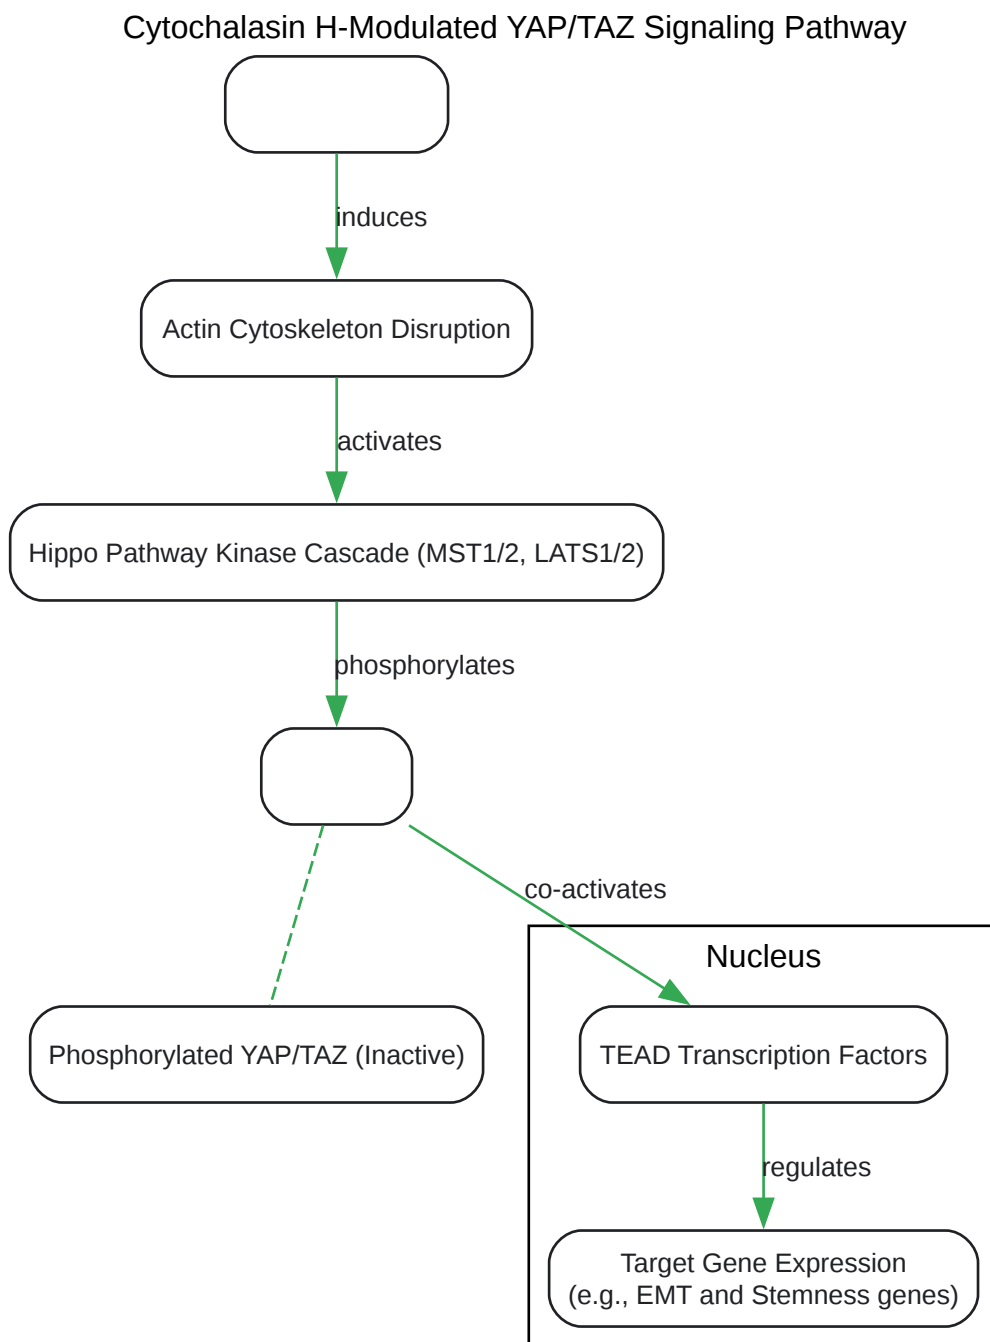 Cytochalasin H-Modulated YAP/TAZ Signaling Pathway
induces
Actin Cytoskeleton Disruption
activates
Hippo Pathway Kinase Cascade (MST1/2, LATS1/2)
phosphorylates
co-activates
Nucleus
Phosphorylated YAP/TAZ (Inactive)
TEAD Transcription Factors
regulates
Target Gene Expression
(e.g., EMT and Stemness genes)